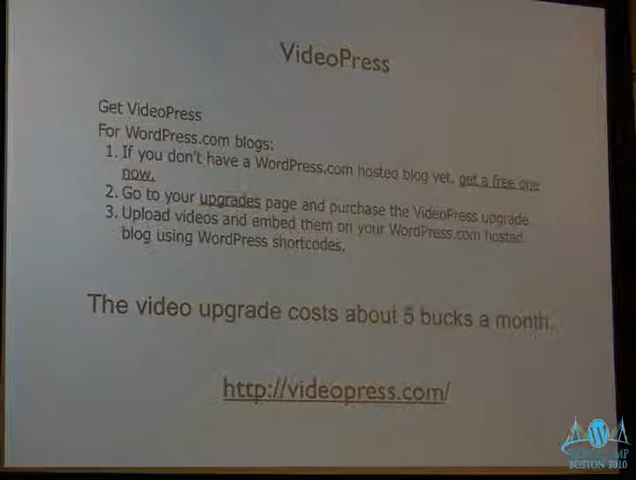 VideoPress
Get VideoPress
For WordPress.com blogs:
1. If you don't have a WordPress.com hosted blog yet, get a free one
now.
2. Go to your upgrades page and purchase the VideoPress upgrade
3. Upload videos and embed them on your WordPress.com hosted
blog using WordPress shortcodes.
The video upgrade costs about 5 bucks a month.
http://videopress.com/
WORDCAMP
BOSTON 2010